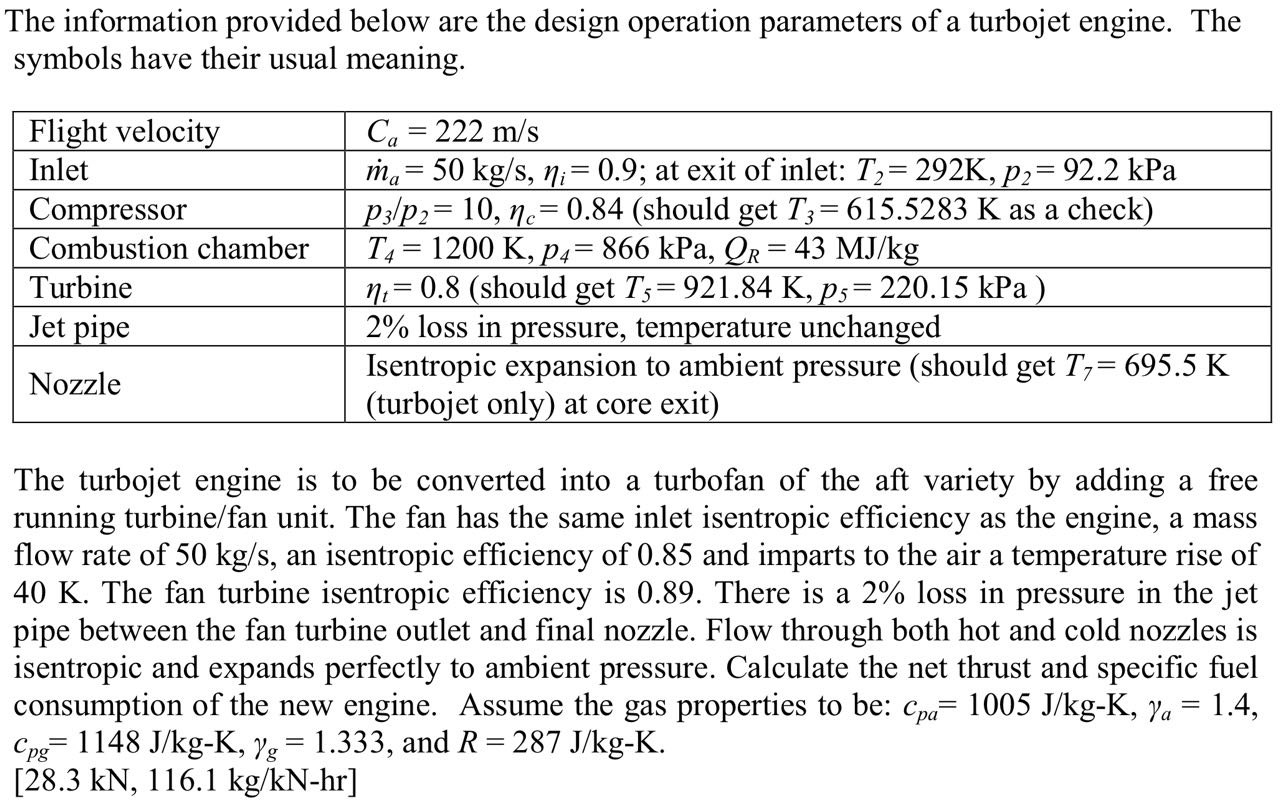 The information provided below are the design operation parameters of a turbojet engine.  The
symbols have their usual meaning.
Flight velocity | Cₐ = 222 m/s
Inlet | ṁₐ = 50 kg/s, ηᵢ = 0.9; at exit of inlet: T₂ = 292K, p₂ = 92.2 kPa
Compressor | p₃/p₂ = 10, η_c = 0.84 (should get T₃ = 615.5283 K as a check)
Combustion chamber | T₄ = 1200 K, p₄ = 866 kPa, Q_R = 43 MJ/kg
Turbine | ηₜ = 0.8 (should get T₅ = 921.84 K, p₅ = 220.15 kPa )
Jet pipe | 2% loss in pressure, temperature unchanged
Nozzle | Isentropic expansion to ambient pressure (should get T₇ = 695.5 K
(turbojet only) at core exit)
The turbojet engine is to be converted into a turbofan of the aft variety by adding a free
running turbine/fan unit. The fan has the same inlet isentropic efficiency as the engine, a mass
flow rate of 50 kg/s, an isentropic efficiency of 0.85 and imparts to the air a temperature rise of
40 K. The fan turbine isentropic efficiency is 0.89. There is a 2% loss in pressure in the jet
pipe between the fan turbine outlet and final nozzle. Flow through both hot and cold nozzles is
isentropic and expands perfectly to ambient pressure. Calculate the net thrust and specific fuel
consumption of the new engine.  Assume the gas properties to be: c_pa= 1005 J/kg-K, γₐ = 1.4,
c_pg= 1148 J/kg-K, γ_g = 1.333, and R = 287 J/kg-K.
[28.3 kN, 116.1 kg/kN-hr]